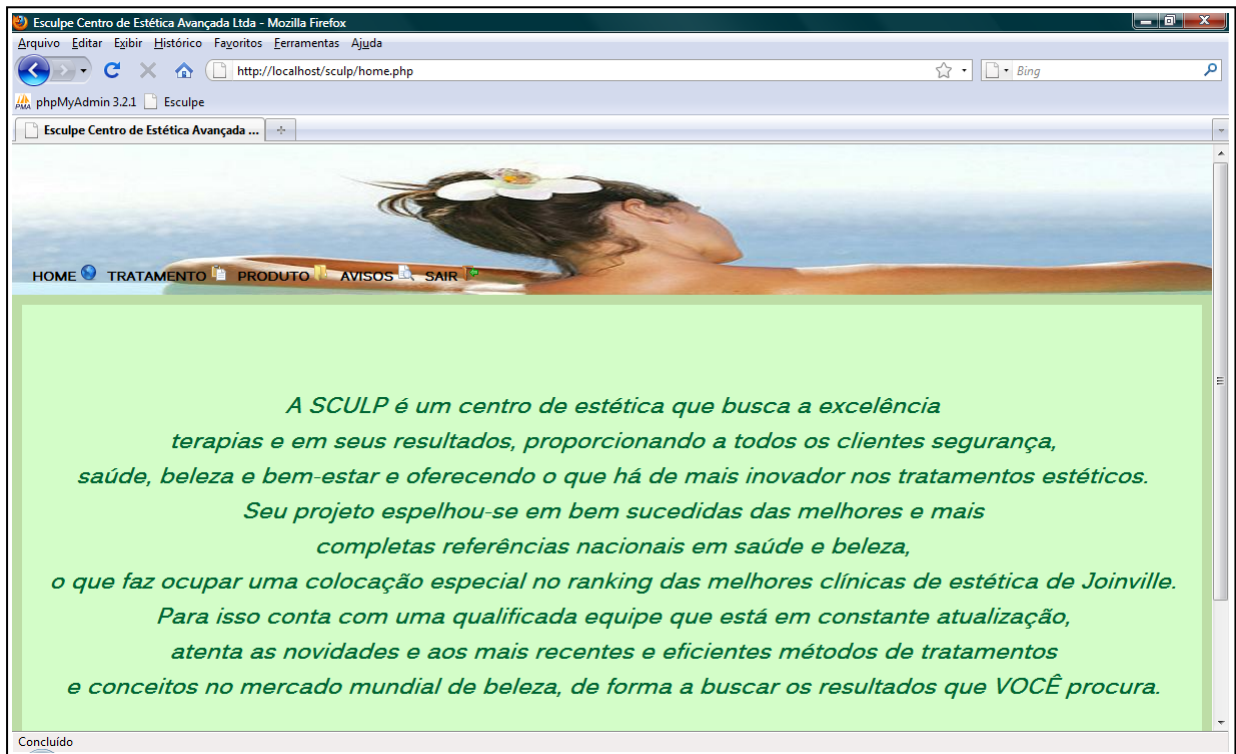 Esculpe Centro de Estética Avançada Ltda - Mozilla Firefox
Arquivo Editar Exibir Histórico Favoritos Ferramentas Ajuda
http://localhost/sculp/home.php Bing
PMA phpMyAdmin 3.2.1 Esculpe
Esculpe Centro de Estética Avançada ...
HOME TRATAMENTO PRODUTO AVISOS SAIR
A SCULP é um centro de estética que busca a excelência
terapias e em seus resultados, proporcionando a todos os clientes segurança,
saúde, beleza e bem-estar e oferecendo o que há de mais inovador nos tratamentos estéticos.
Seu projeto espelhou-se em bem sucedidas das melhores e mais
completas referências nacionais em saúde e beleza,
o que faz ocupar uma colocação especial no ranking das melhores clínicas de estética de Joinville.
Para isso conta com uma qualificada equipe que está em constante atualização,
atenta as novidades e aos mais recentes e eficientes métodos de tratamentos
e conceitos no mercado mundial de beleza, de forma a buscar os resultados que VOCÊ procura.
Concluído